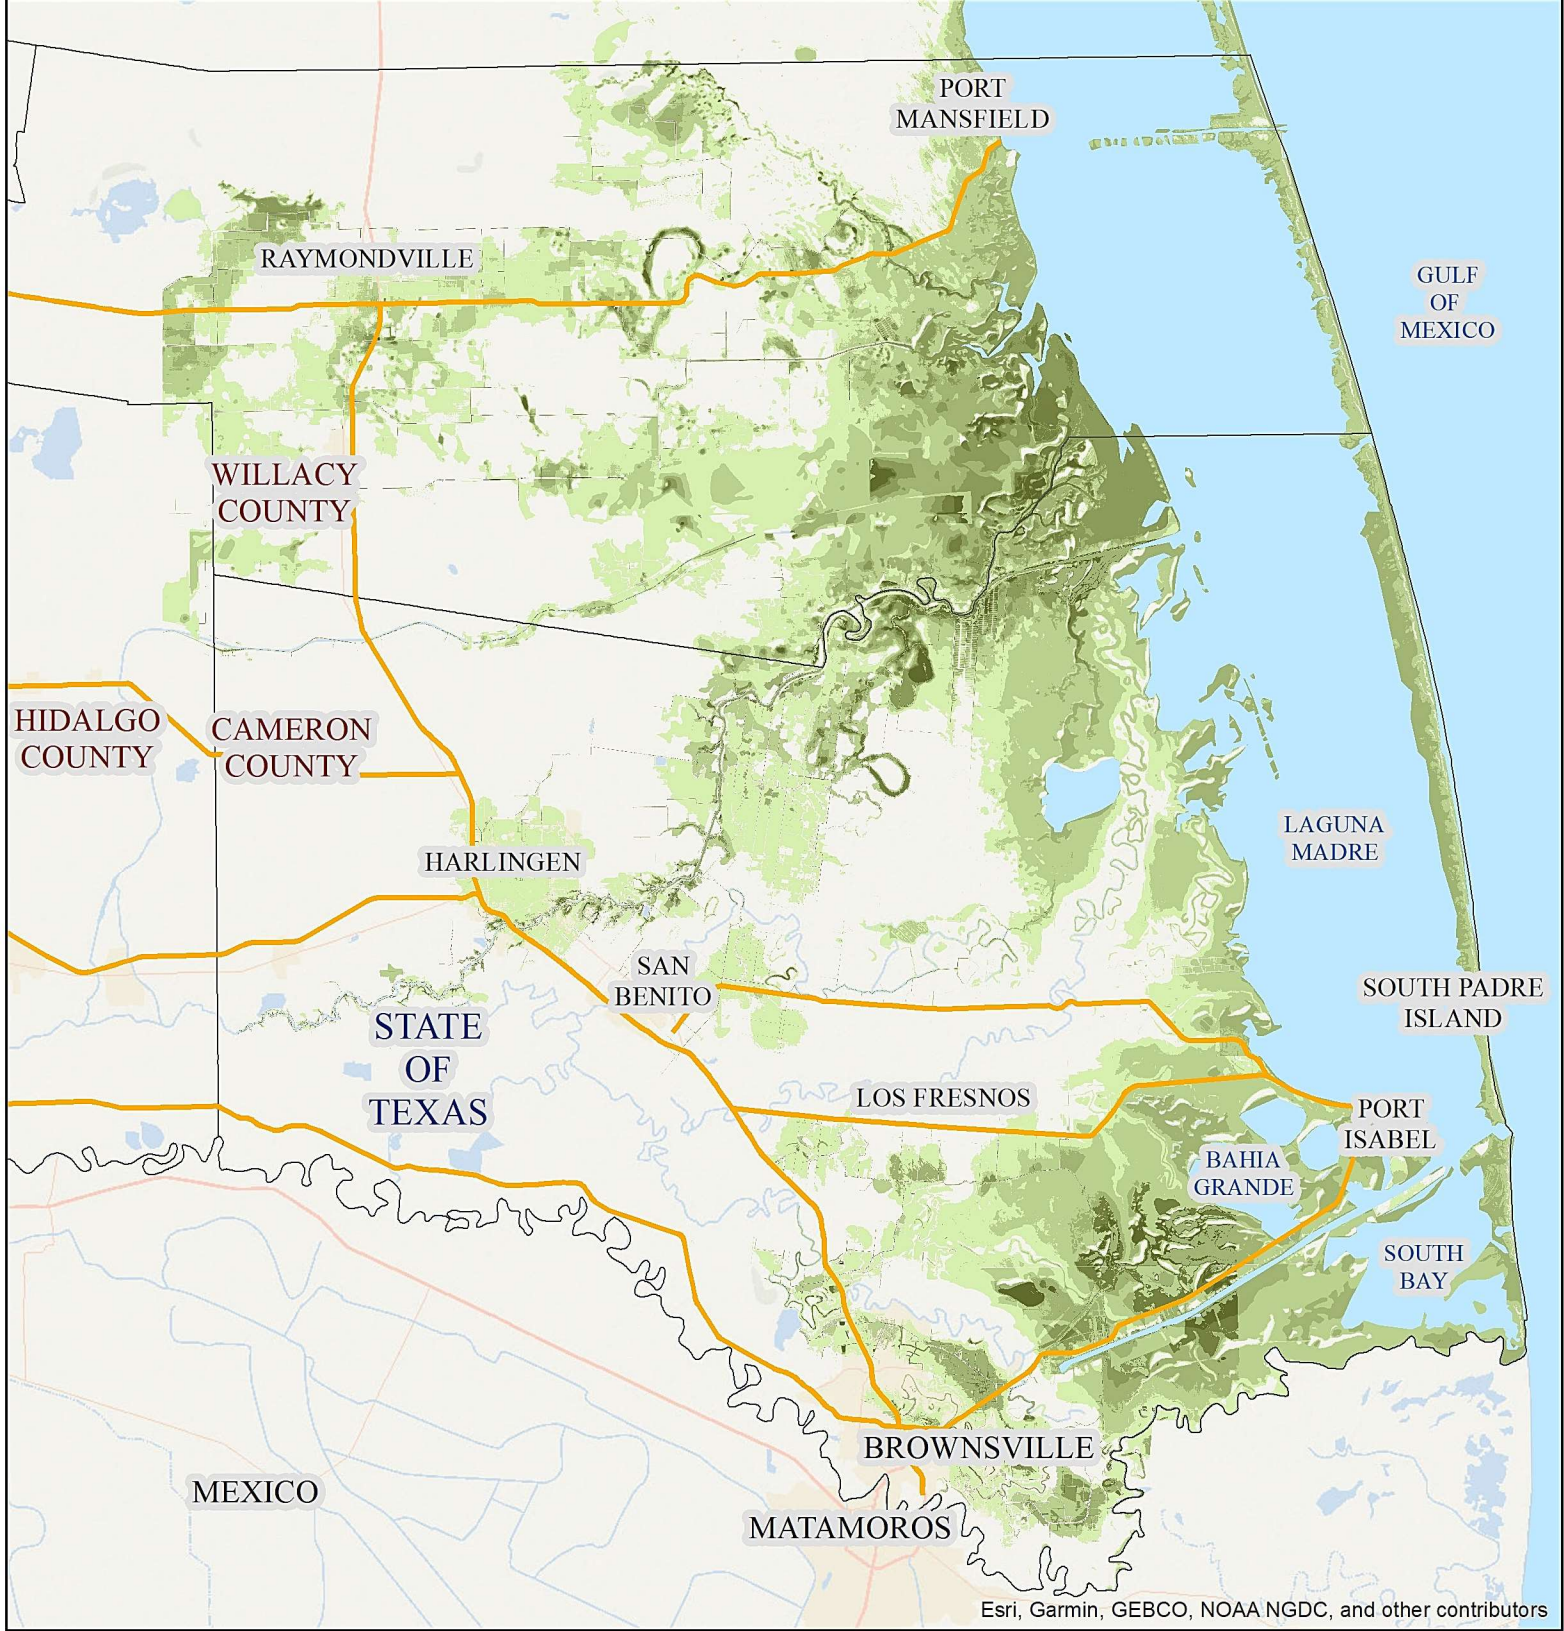 PORT
MANSFIELD
RAYMONDVILLE
GULF
OF
MEXICO
WILLACY
COUNTY
HIDALGO
COUNTY
CAMERON
COUNTY
LAGUNA
MADRE
HARLINGEN
SAN
BENITO
SOUTH PADRE
ISLAND
STATE
OF
TEXAS
LOS FRESNOS
PORT
ISABEL
BAHIA
GRANDE
SOUTH
BAY
BROWNSVILLE
MEXICO
MATAMOROS
Esri, Garmin, GEBCO, NOAA NGDC, and other contributors